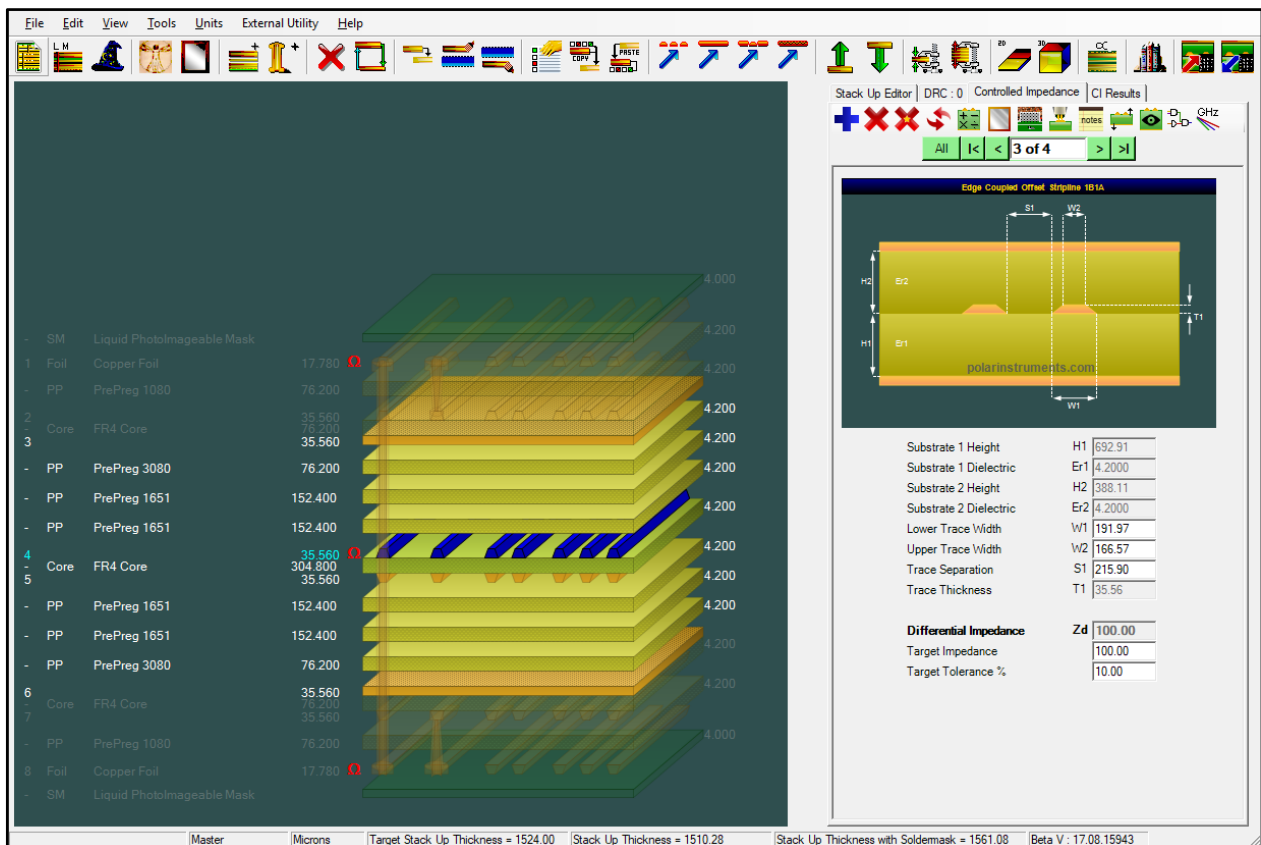 File Edit View Tools Units External Utility Help
L M
PASTE
COPY
2D
3D
Stack Up Editor DRC : 0 Controlled Impedance CI Results
notes
GHz
All |< < 3 of 4 > >|
Edge Coupled Offset Stripline 1B1A
S1 W2
H2 Er2
T1
H1 Er1
polarinstruments.com
W1
Substrate 1 Height H1 692.91
Substrate 1 Dielectric Er1 4.2000
Substrate 2 Height H2 388.11
Substrate 2 Dielectric Er2 4.2000
Lower Trace Width W1 191.97
Upper Trace Width W2 166.57
Trace Separation S1 215.90
Trace Thickness T1 35.56
Differential Impedance Zd 100.00
Target Impedance 100.00
Target Tolerance % 10.00
4.000
4.200
- SM Liquid PhotoImageable Mask
1 Foil Copper Foil 17.780 Ω 4.200
- PP PrePreg 1080 76.200 4.200
2 35.560
- Core FR4 Core 76.200 4.200
3 35.560
- PP PrePreg 3080 76.200 4.200
- PP PrePreg 1651 152.400 4.200
- PP PrePreg 1651 152.400 4.200
4 35.560 Ω 4.200
- Core FR4 Core 304.800
5 35.560 4.200
- PP PrePreg 1651 152.400 4.200
- PP PrePreg 1651 152.400
- PP PrePreg 3080 76.200 4.200
6 35.560 4.200
- Core FR4 Core 76.200
7 35.560
- PP PrePreg 1080 76.200 4.000
8 Foil Copper Foil 17.780 Ω
- SM Liquid PhotoImageable Mask
Master Microns Target Stack Up Thickness = 1524.00 Stack Up Thickness = 1510.28 Stack Up Thickness with Soldermask = 1561.08 Beta V : 17.08.15943